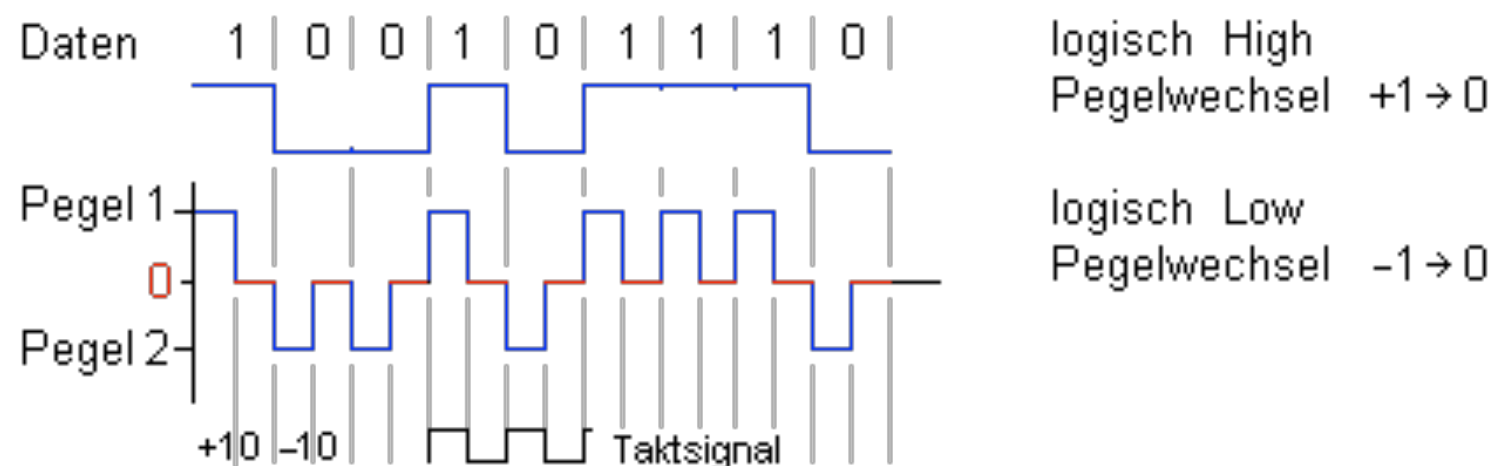 Daten 1 0 0 1 0 1 1 1 0
logisch High
Pegelwechsel +1→0
Pegel 1
0
Pegel 2
logisch Low
Pegelwechsel -1→0
+10 -10 Taktsignal